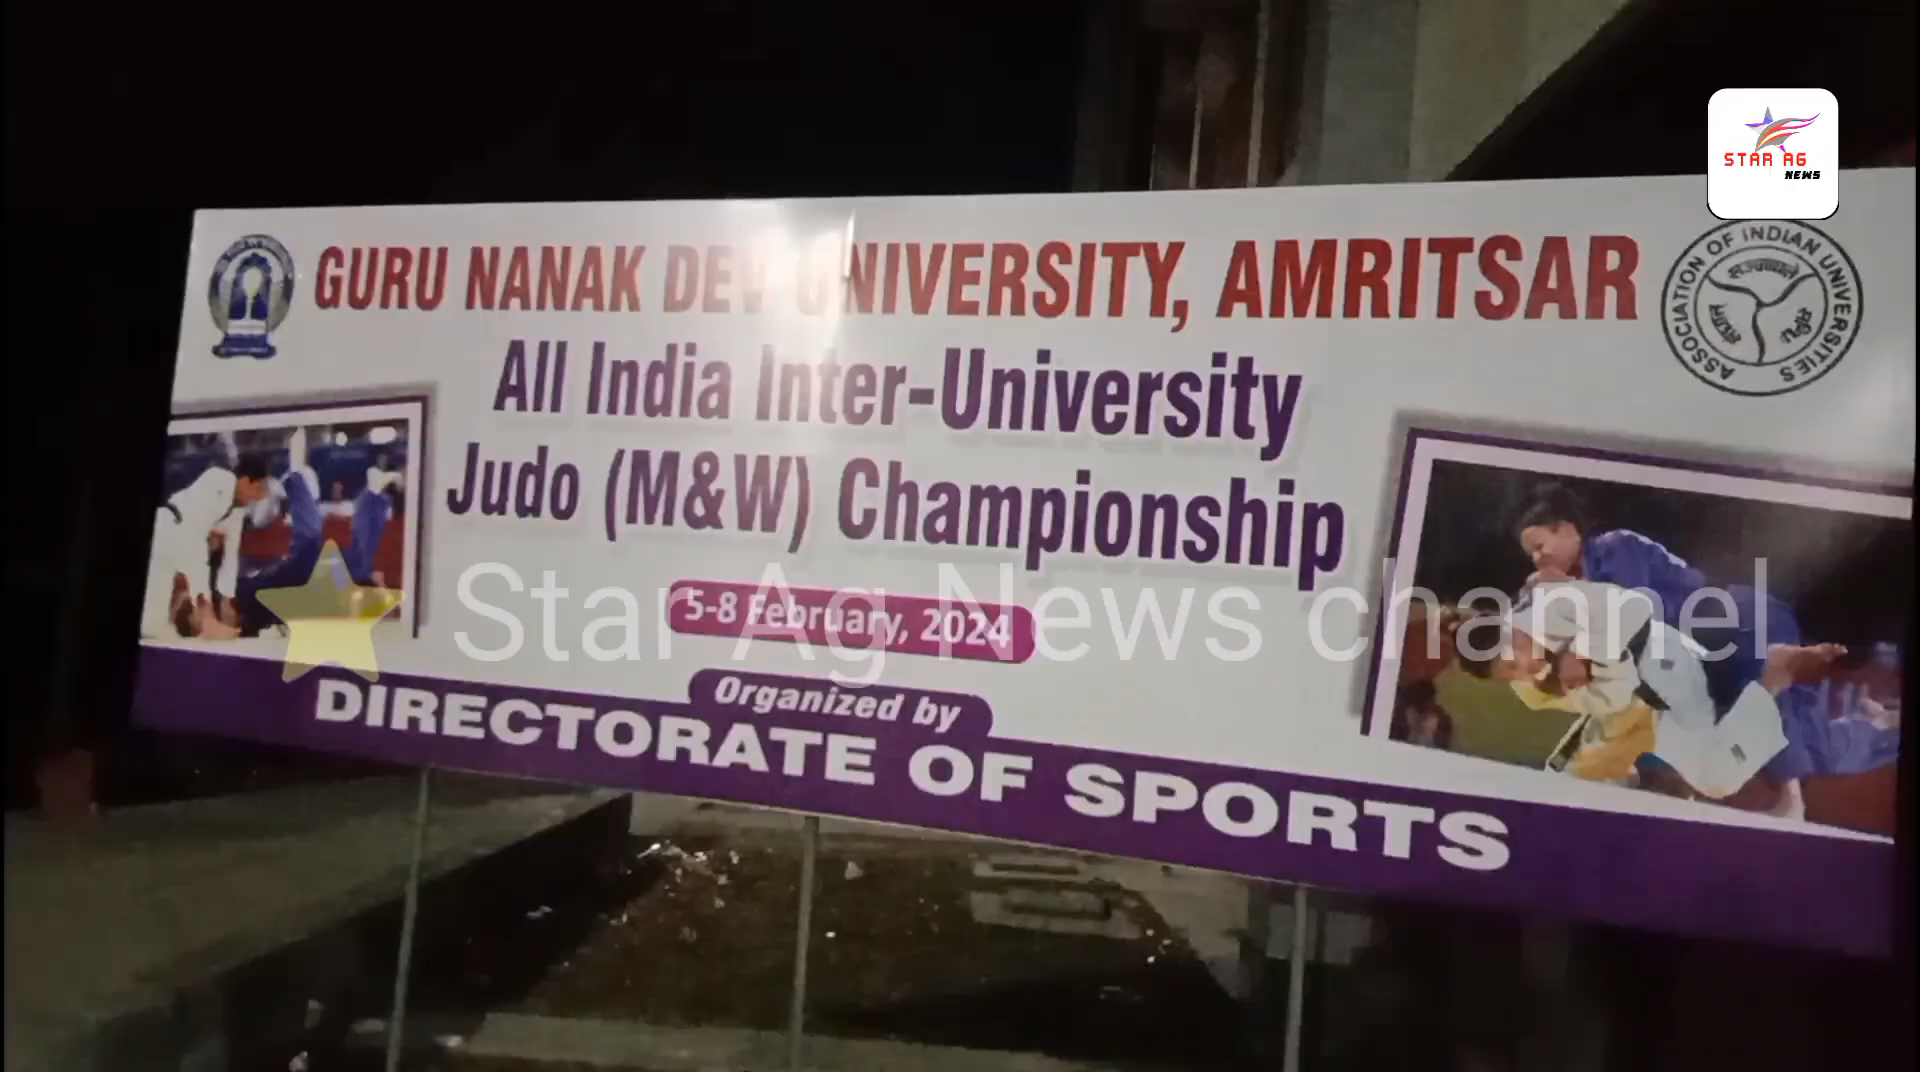 STAR AG
NEWS
GURU NANAK DEV UNIVERSITY, AMRITSAR
ASSOCIATION OF INDIAN UNIVERSITIES
All India Inter-University
Judo (M&W) Championship
5-8 February, 2024
Star Ag News channel
Organized by
DIRECTORATE OF SPORTS